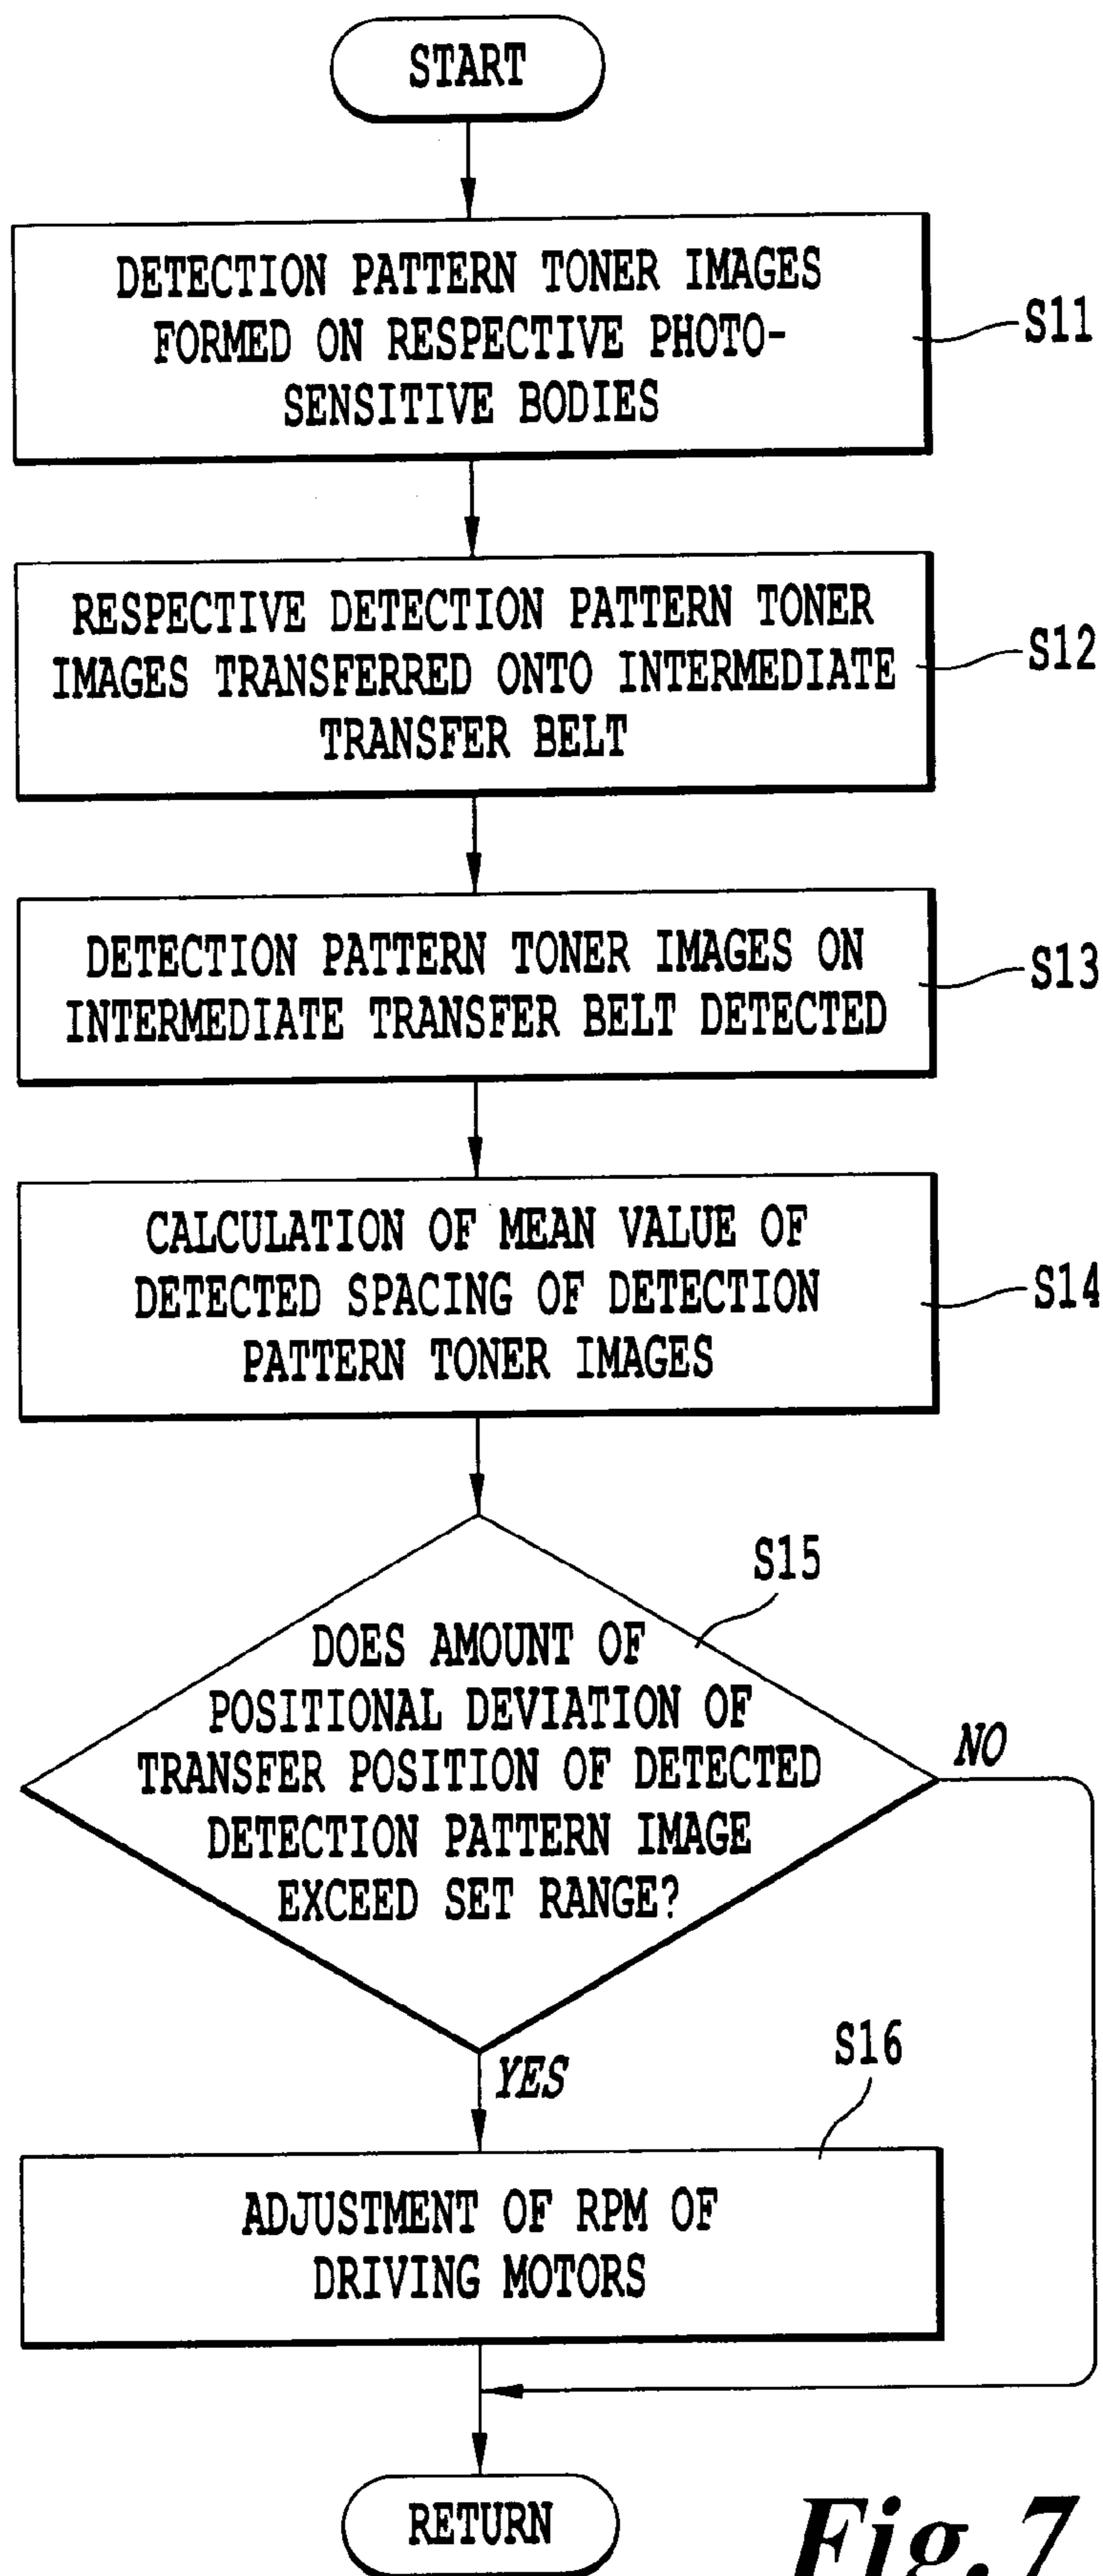 START
DETECTION PATTERN TONER IMAGES
FORMED ON RESPECTIVE PHOTO-
SENSITIVE BODIES
S11
RESPECTIVE DETECTION PATTERN TONER
IMAGES TRANSFERRED ONTO INTERMEDIATE
TRANSFER BELT
S12
DETECTION PATTERN TONER IMAGES ON
INTERMEDIATE TRANSFER BELT DETECTED
S13
CALCULATION OF MEAN VALUE OF
DETECTED SPACING OF DETECTION
PATTERN TONER IMAGES
S14
S15
DOES AMOUNT OF
POSITIONAL DEVIATION OF
TRANSFER POSITION OF DETECTED
DETECTION PATTERN IMAGE
EXCEED SET RANGE?
NO
YES
S16
ADJUSTMENT OF RPM OF
DRIVING MOTORS
RETURN
Fig. 7